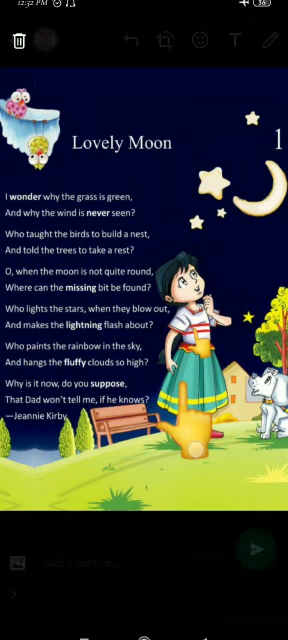 12:32 PM
36
T
Lovely Moon
1
I wonder why the grass is green,
And why the wind is never seen?
Who taught the birds to build a nest,
And told the trees to take a rest?
O, when the moon is not quite round,
Where can the missing bit be found?
Who lights the stars, when they blow out,
And makes the lightning flash about?
Who paints the rainbow in the sky,
And hangs the fluffy clouds so high?
Why is it now, do you suppose,
That Dad won't tell me, if he knows?
—Jeannie Kirby